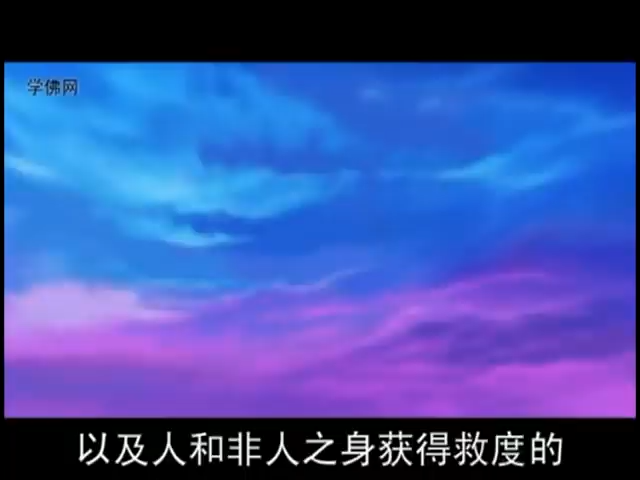 学佛网
以及人和非人之身获得救度的